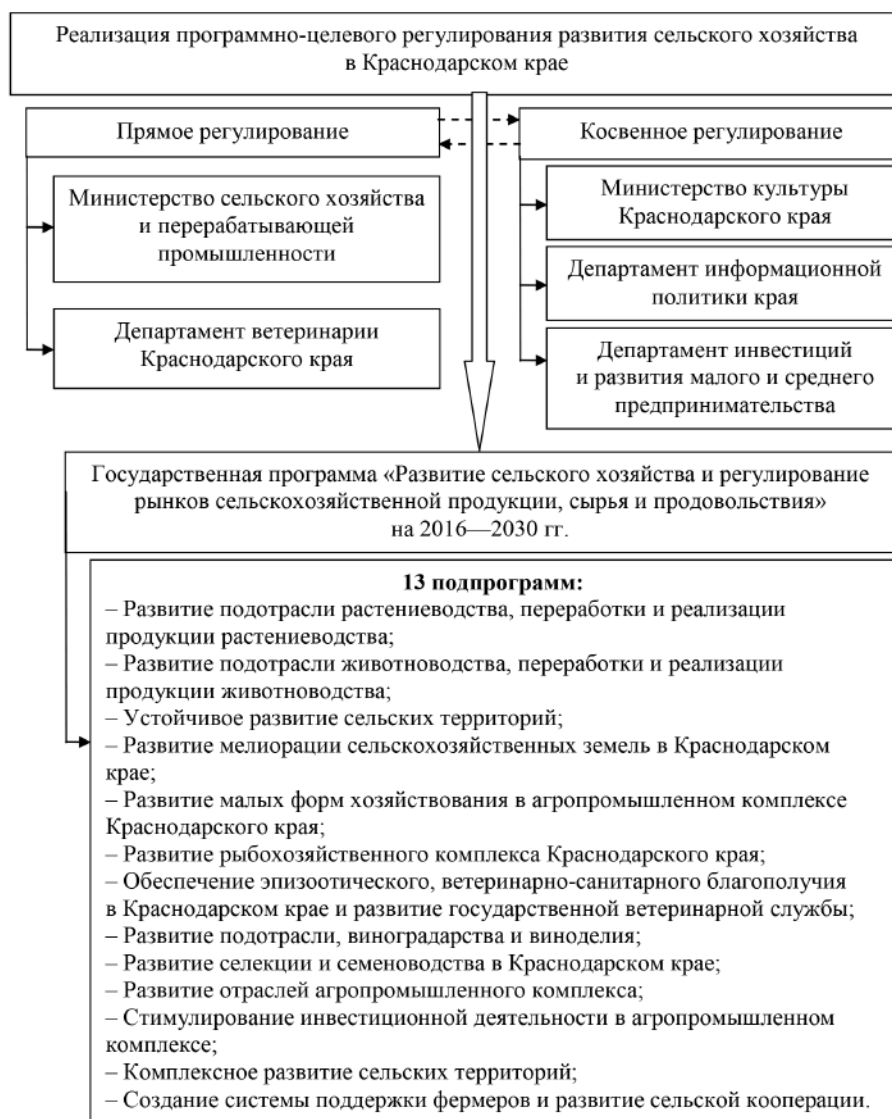 Реализация программно-целевого регулирования развития сельского хозяйства
в Краснодарском крае
Прямое регулирование
Министерство сельского хозяйства
и перерабатывающей
промышленности
Департамент ветеринарии
Краснодарского края
Косвенное регулирование
Министерство культуры
Краснодарского края
Департамент информационной
политики края
Департамент инвестиций
и развития малого и среднего
предпринимательства
Государственная программа «Развитие сельского хозяйства и регулирование
рынков сельскохозяйственной продукции, сырья и продовольствия»
на 2016—2030 гг.
13 подпрограмм:
– Развитие подотрасли растениеводства, переработки и реализации
продукции растениеводства;
– Развитие подотрасли животноводства, переработки и реализации
продукции животноводства;
– Устойчивое развитие сельских территорий;
– Развитие мелиорации сельскохозяйственных земель в Краснодарском
крае;
– Развитие малых форм хозяйствования в агропромышленном комплексе
Краснодарского края;
– Развитие рыбохозяйственного комплекса Краснодарского края;
– Обеспечение эпизоотического, ветеринарно-санитарного благополучия
в Краснодарском крае и развитие государственной ветеринарной службы;
– Развитие подотрасли, виноградарства и виноделия;
– Развитие селекции и семеноводства в Краснодарском крае;
– Развитие отраслей агропромышленного комплекса;
– Стимулирование инвестиционной деятельности в агропромышленном
комплексе;
– Комплексное развитие сельских территорий;
– Создание системы поддержки фермеров и развитие сельской кооперации.